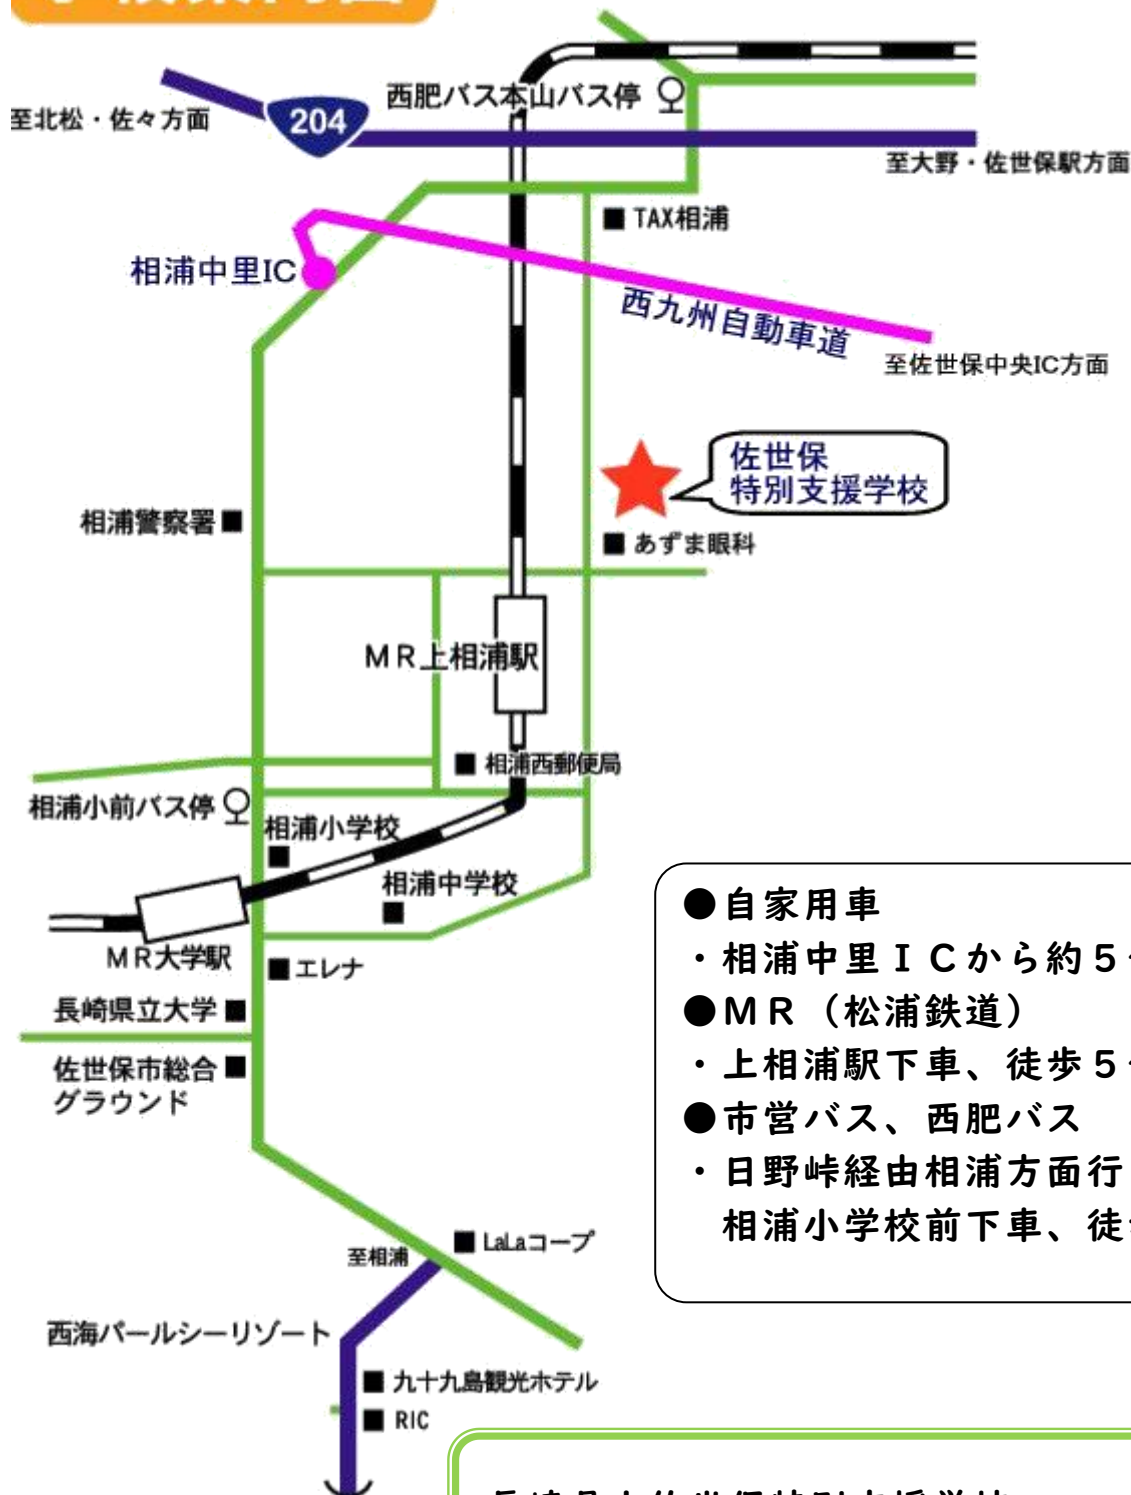 西肥バス本山バス停
至北松・佐々方面
204
至大野・佐世保駅方面
TAX相浦
相浦中里IC
西九州自動車道
至佐世保中央IC方面
佐世保
特別支援学校
相浦警察署
あずま眼科
MR上相浦駅
相浦西郵便局
相浦小前バス停
相浦小学校
相浦中学校
MR大学駅
エレナ
長崎県立大学
佐世保市総合
グラウンド
●自家用車
・相浦中里ICから約5
●MR(松浦鉄道)
・上相浦駅下車、徒歩5
●市営バス、西肥バス
・日野峠経由相浦方面行
相浦小学校前下車、徒
LaLaコープ
至相浦
西海パールシーリゾート
九十九島観光ホテル
RIC